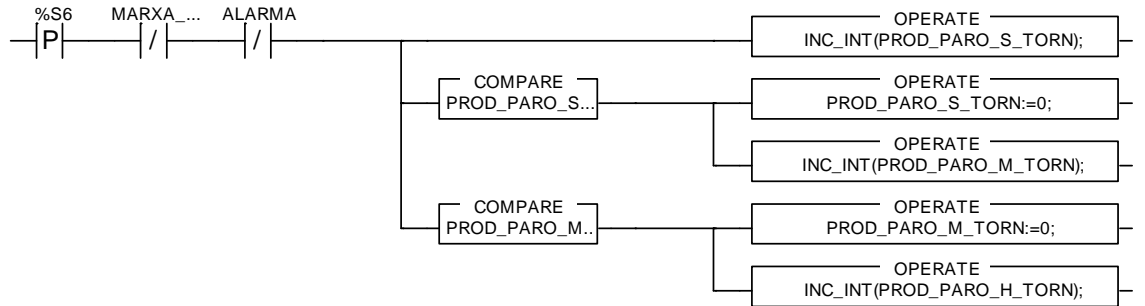 %S6 MARXA_... ALARMA
P / /
OPERATE
INC_INT(PROD_PARO_S_TORN);
COMPARE
PROD_PARO_S...
OPERATE
PROD_PARO_S_TORN:=0;
OPERATE
INC_INT(PROD_PARO_M_TORN);
COMPARE
PROD_PARO_M..
OPERATE
PROD_PARO_M_TORN:=0;
OPERATE
INC_INT(PROD_PARO_H_TORN);